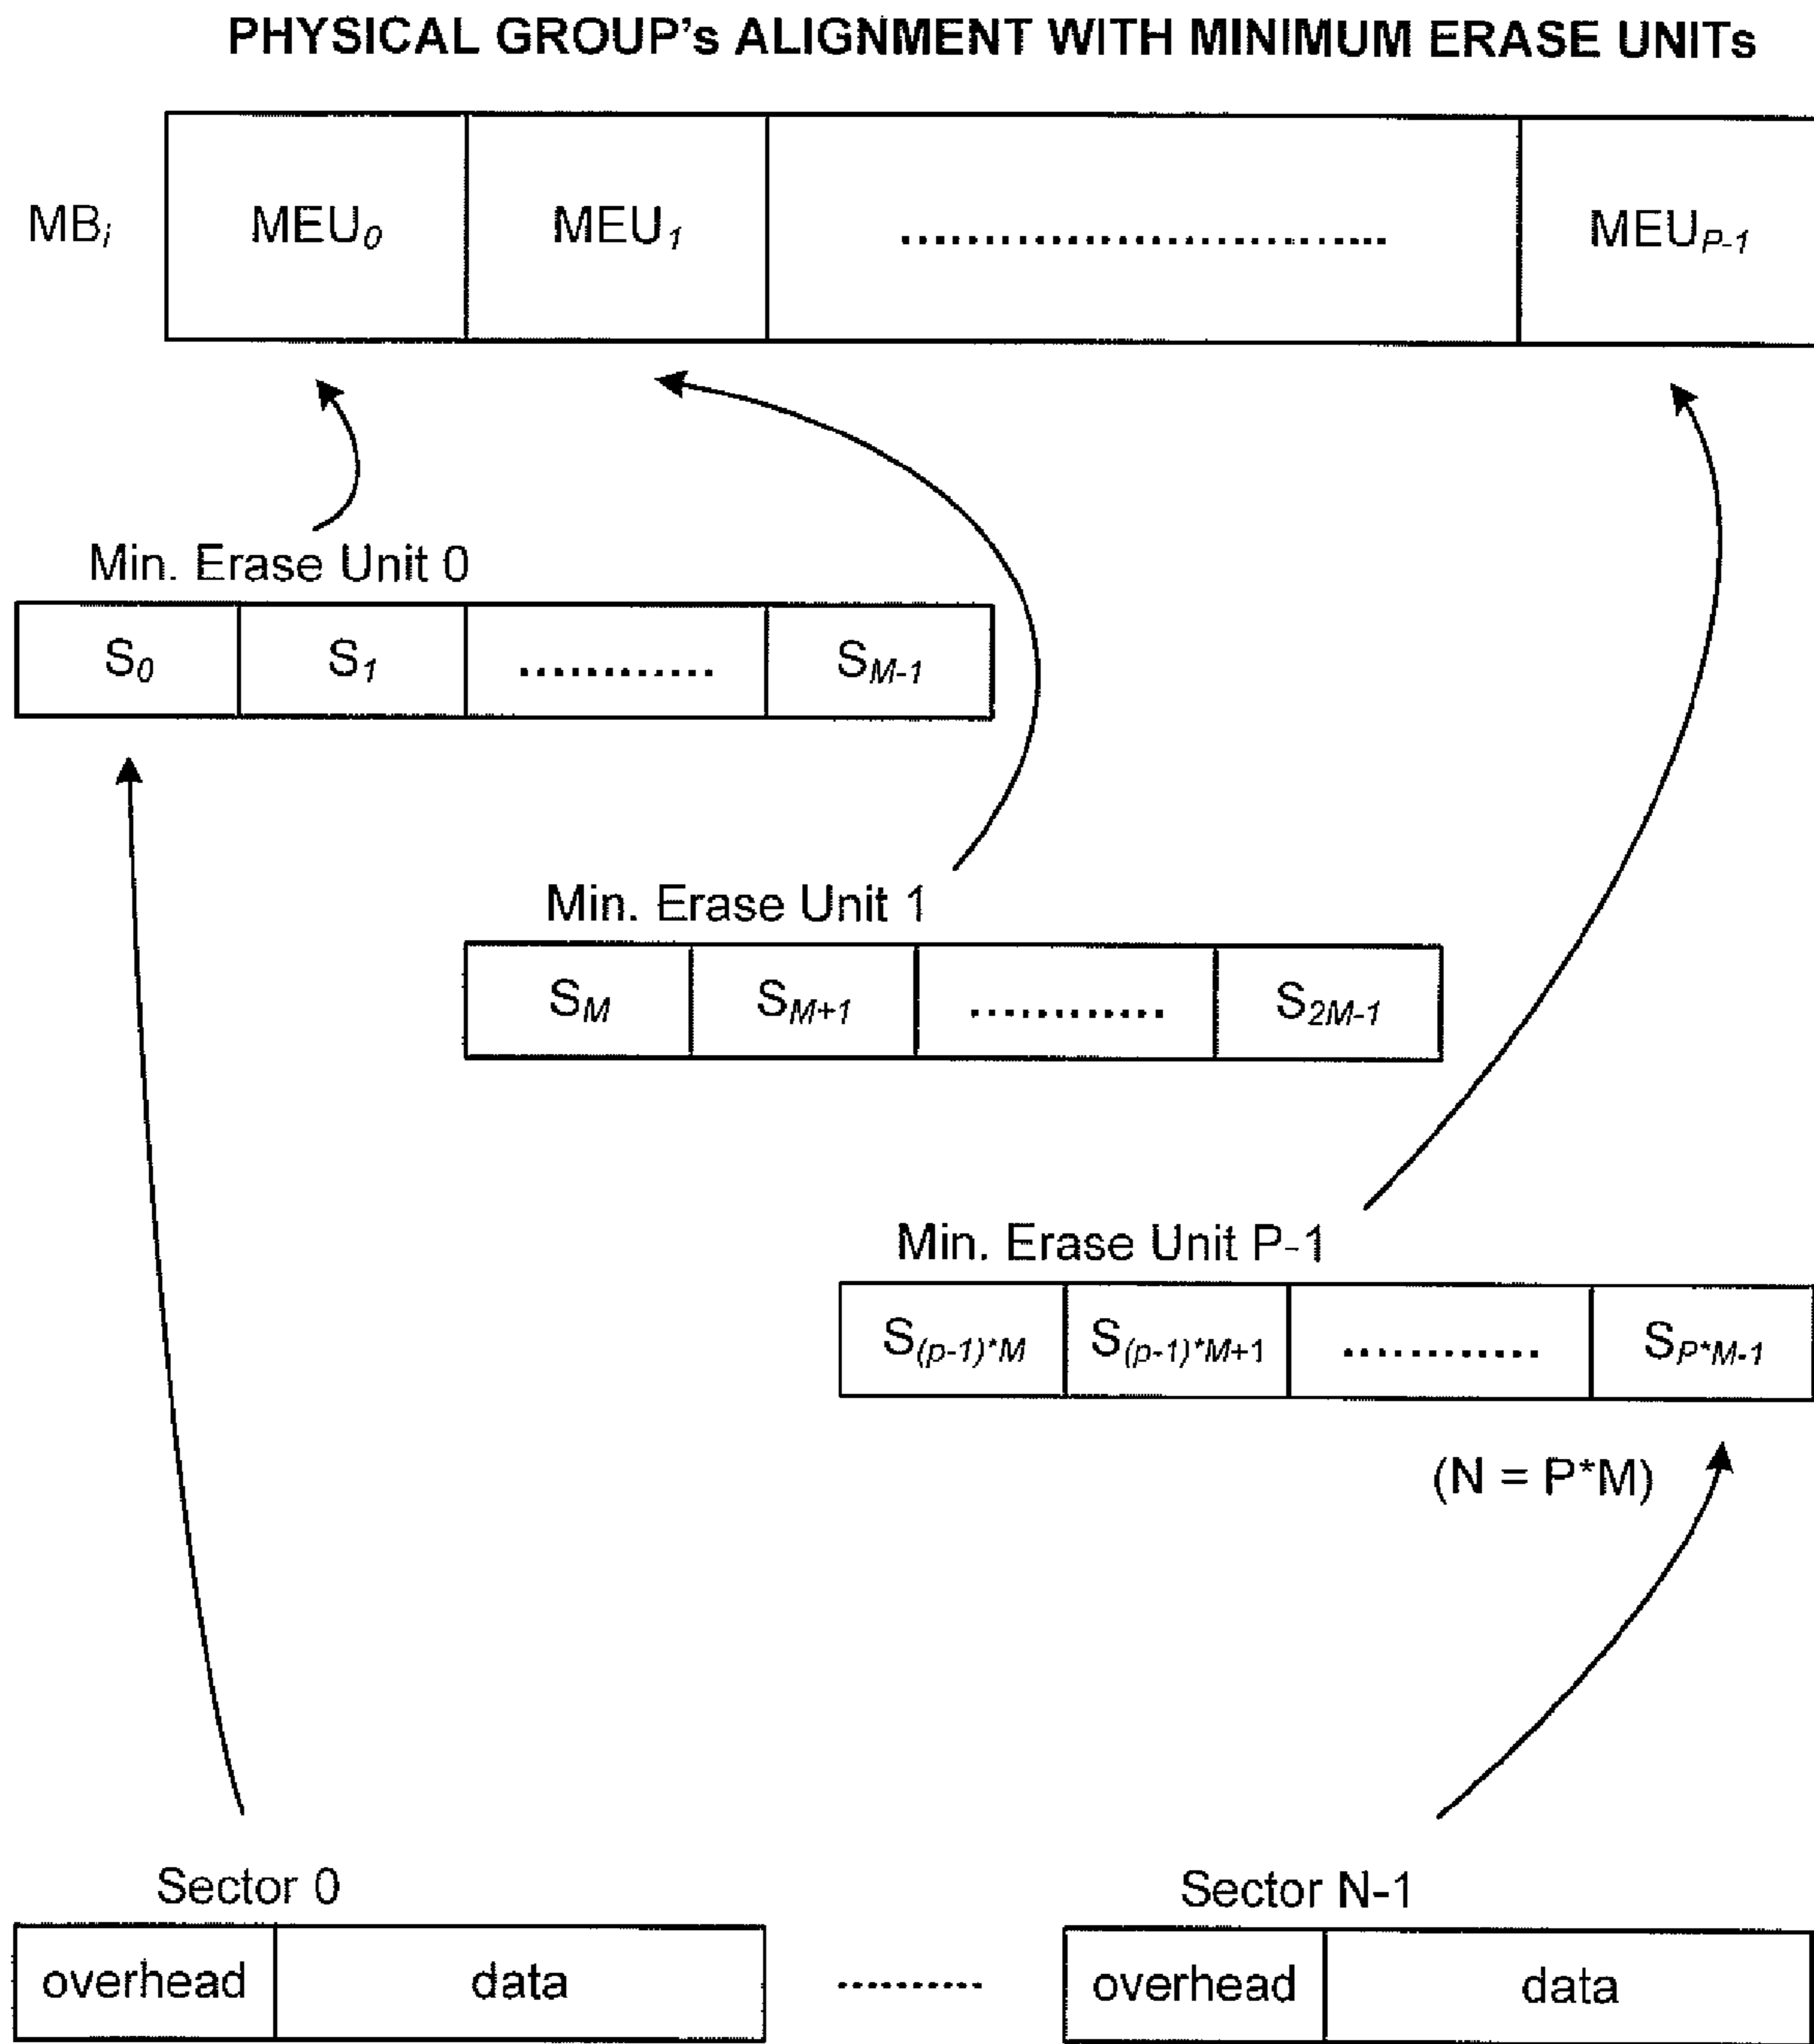 PHYSICAL GROUP's ALIGNMENT WITH MINIMUM ERASE UNITs
MBi MEU0 MEU1 .............................. MEUP-1
Min. Erase Unit 0
S0 S1 ............. SM-1
Min. Erase Unit 1
SM SM+1 ............. S2M-1
Min. Erase Unit P-1
S(p-1)*M S(p-1)*M+1 ............. SP*M-1
(N = P*M)
Sector 0 Sector N-1
overhead data .......... overhead data